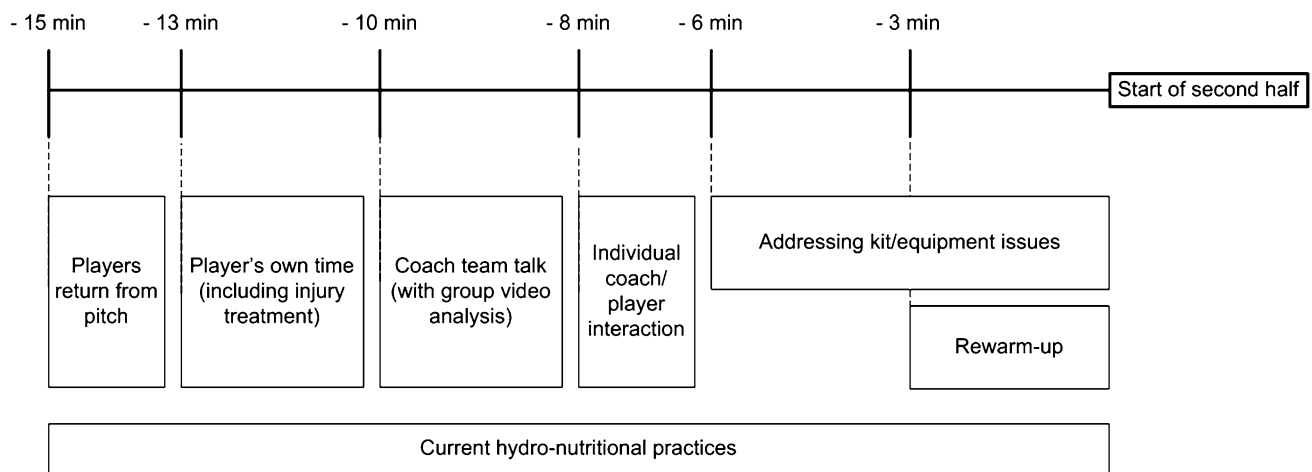 - 15 min
- 13 min
- 10 min
- 8 min
- 6 min
- 3 min
Start of second half
Players
return from
pitch
Player's own time
(including injury
treatment)
Coach team talk
(with group video
analysis)
Individual
coach/
player
interaction
Addressing kit/equipment issues
Rewarm-up
Current hydro-nutritional practices